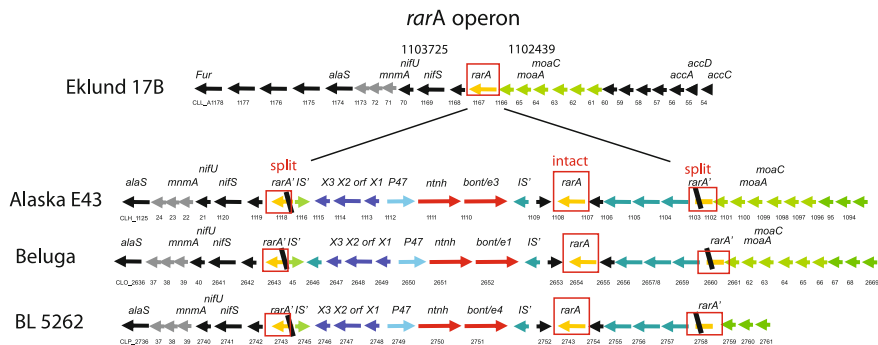 rarA operon
1103725 1102439
nifU moaC accD
Fur alaS mnmA nifS rarA moaA accA accC
Eklund 17B
CLL_A1178 1177 1176 1175 1174 1173 72 71 70 1169 1168 1167 1166 65 64 63 62 61 60 59 58 57 56 55 54
split intact split
nifU moaC
alaS mnmA nifS rarA' IS' X3 X2 orf X1 P47 ntnh bont/e3 IS' rarA rarA' moaA
Alaska E43
CLH_1125 24 23 22 21 1120 1119 1118 1116 1115 1114 1113 1112 1111 1110 1109 1108 1107 1106 1105 1104 1103 1102 1101 1100 1099 1098 1097 1096 95 1094
nifU moaC
alaS mnmA nifS rarA' IS' X3 X2 orf X1 P47 ntnh bont/e1 IS' rarA rarA' moaA
Beluga
CLO_2636 37 38 39 40 2641 2642 2643 45 2646 2647 2648 2649 2650 2651 2652 2653 2654 2655 2656 2657/8 2659 2660 2661 62 63 64 65 66 67 68 2669
nifU
alaS mnmA nifS rarA' IS' X3 X2 orf X1 P47 ntnh bont/e4 IS' rarA rarA'
BL 5262
CLP_2736 37 38 39 2740 2741 2742 2743 2745 2746 2747 2748 2749 2750 2751 2752 2743 2754 2755 2756 2757 2758 2759 2760 2761